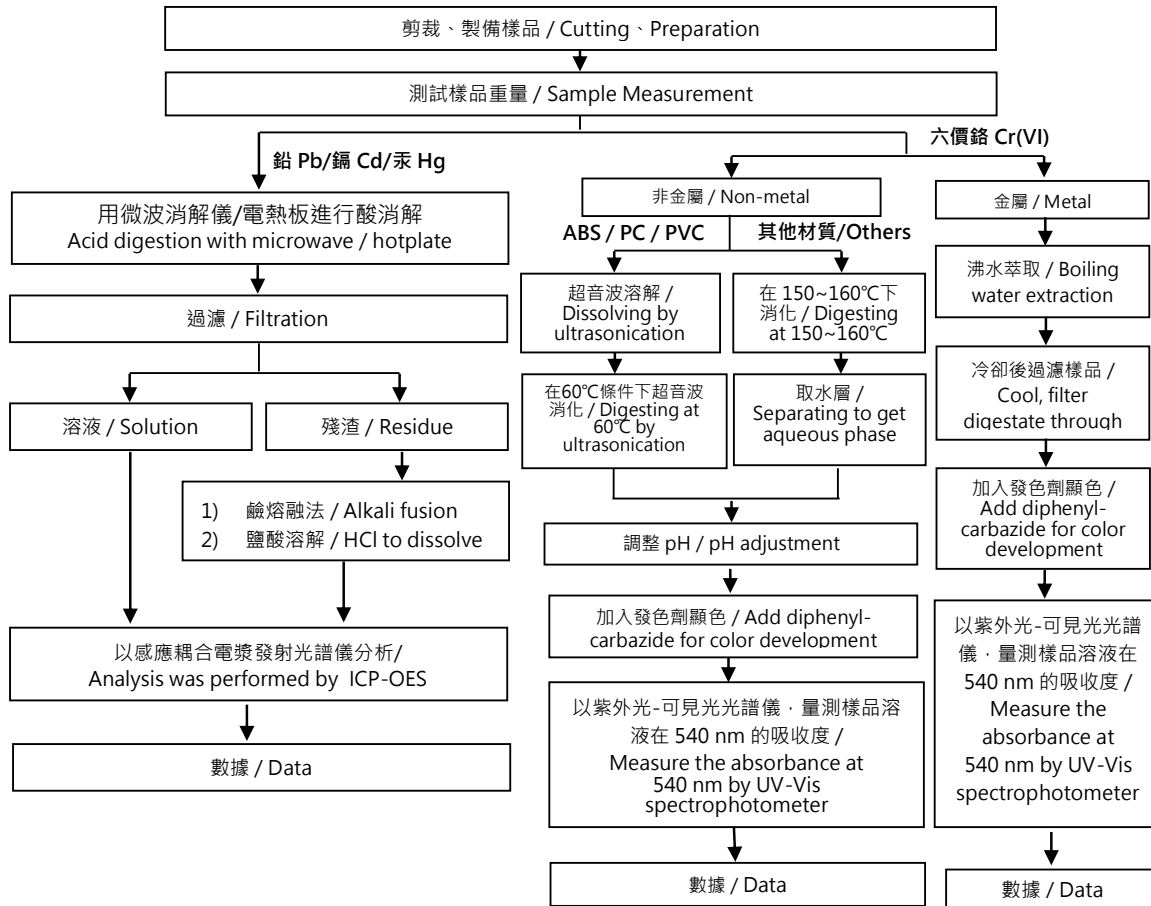 剪裁、製備樣品 / Cutting、Preparation
測試樣品重量 / Sample Measurement
鉛 Pb/鎘 Cd/汞 Hg
六價鉻 Cr(VI)
用微波消解儀/電熱板進行酸消解
Acid digestion with microwave / hotplate
過濾 / Filtration
溶液 / Solution
殘渣 / Residue
1) 鹼熔融法 / Alkali fusion
2) 鹽酸溶解 / HCl to dissolve
以感應耦合電漿發射光譜儀分析/
Analysis was performed by ICP-OES
數據 / Data
非金屬 / Non-metal
ABS / PC / PVC
其他材質/Others
超音波溶解 /
Dissolving by
ultrasonication
在 150~160℃下
消化 / Digesting
at 150~160℃
在60℃條件下超音波
消化 / Digesting at
60℃ by
ultrasonication
取水層 /
Separating to get
aqueous phase
調整 pH / pH adjustment
加入發色劑顯色 / Add diphenyl-
carbazide for color development
以紫外光-可見光光譜儀，量測樣品溶
液在 540 nm 的吸收度 /
Measure the absorbance at
540 nm by UV-Vis
spectrophotometer
數據 / Data
金屬 / Metal
沸水萃取 / Boiling
water extraction
冷卻後過濾樣品 /
Cool, filter
digestate through
加入發色劑顯色 /
Add diphenyl-
carbazide for color
development
以紫外光-可見光光譜
儀，量測樣品溶液在
540 nm 的吸收度 /
Measure the
absorbance at
540 nm by UV-Vis
spectrophotometer
數據 / Data